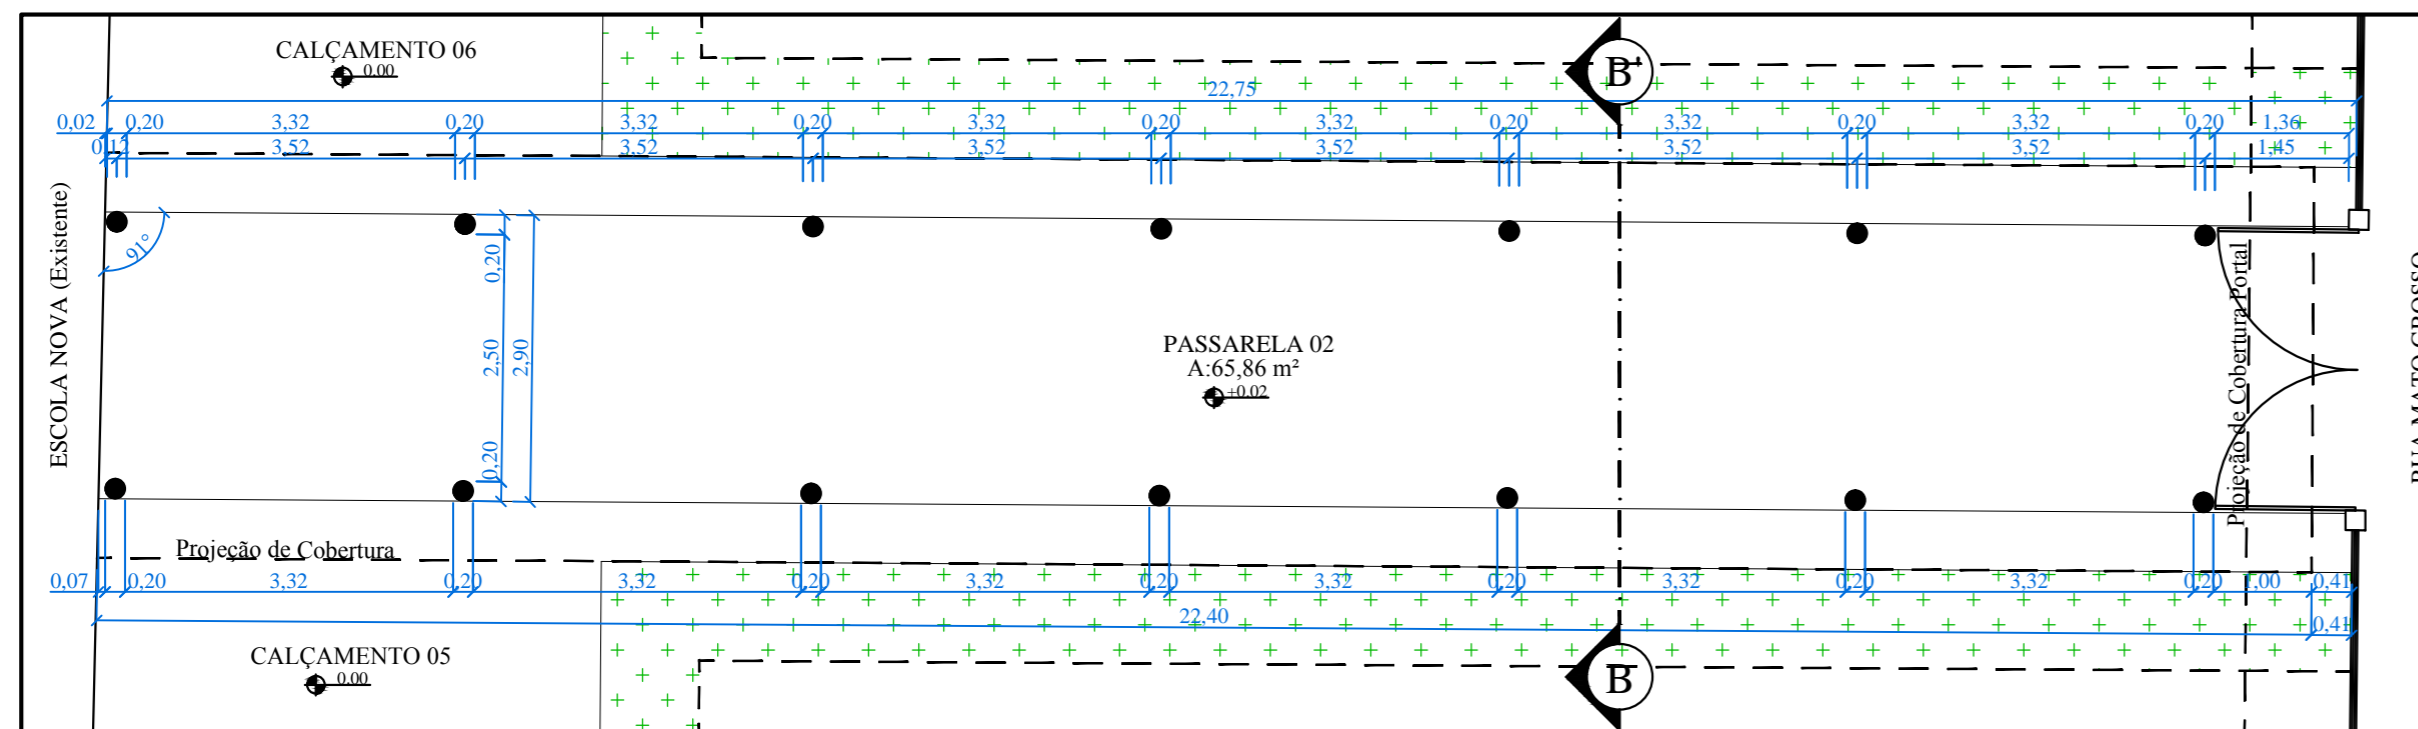 CALÇAMENTO 06
0.00
B'
22,75
0,02 0,20 3,32 0,20 3,32 0,20 3,32 0,20 3,32 0,20 3,32 0,20 3,32 0,20 1,36
0,12 3,52 3,52 3,52 3,52 3,52 3,52 1,45
ESCOLA NOVA (Existente)
91°
0,20
2,50
2,90
0,20
PASSARELA 02
A:65,86 m²
+0.02
Projeção de Cobertura Portal
RUA MATO GROSSO
Projeção de Cobertura
0,07 0,20 3,32 0,20 3,32 0,20 3,32 0,20 3,32 0,20 3,32 0,20 3,32 0,20 1,00 0,41
22,40
0,41
CALÇAMENTO 05
0.00
B